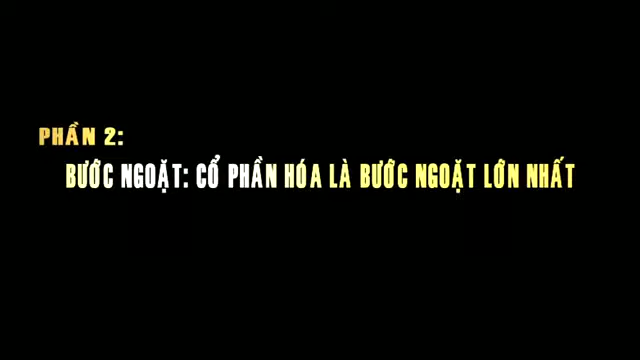 PHẦN 2:
BƯỚC NGOẶT: CỔ PHẦN HÓA LÀ BƯỚC NGOẶT LỚN NHẤT